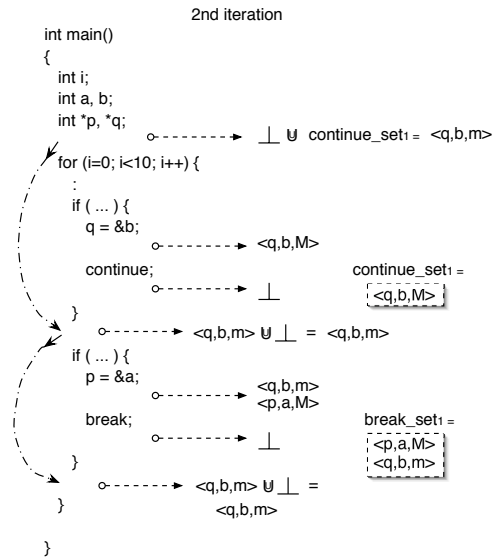 2nd iteration
int main()
{
int i;
int a, b;
int *p, *q;
⊥ ⊎ continue_set1 = <q,b,m>
for (i=0; i<10; i++) {
:
if ( ... ) {
q = &b;
<q,b,M>
continue;
⊥
continue_set1 =
<q,b,M>
}
<q,b,m> ⊎ ⊥ = <q,b,m>
if ( ... ) {
p = &a;
<q,b,m>
<p,a,M>
break;
⊥
break_set1 =
<p,a,M>
<q,b,m>
}
<q,b,m> ⊎ ⊥ =
<q,b,m>
}
}